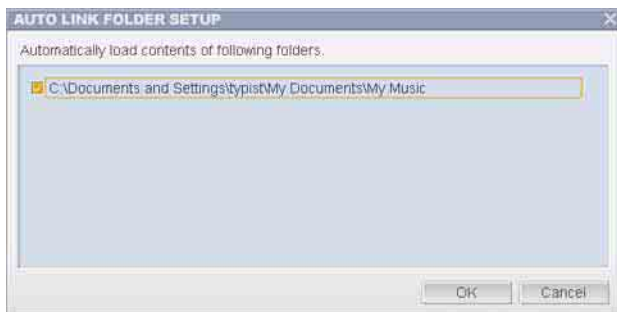 AUTO LINK FOLDER SETUP
Automatically load contents of following folders.
C:\Documents and Settings\typist\My Documents\My Music
OK
Cancel